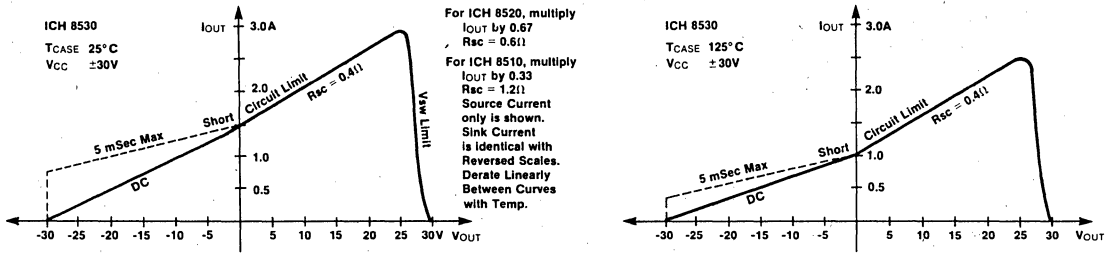 ICH 8530
TCASE 25°C
VCC ±30V
IOUT
3.0A
2.0
1.0
0.5
Short Circuit Limit
Rsc = 0.4Ω
Vsw Limit
5 mSec Max
DC
-30 -25 -20 -15 -10 -5 0 5 10 15 20 25 30V VOUT
For ICH 8520, multiply
IOUT by 0.67
Rsc = 0.6Ω
For ICH 8510, multiply
IOUT by 0.33
Rsc = 1.2Ω
Source Current
only is shown.
Sink Current
is identical with
Reversed Scales.
Derate Linearly
Between Curves
with Temp.
ICH 8530
TCASE 125°C
VCC ±30V
IOUT
3.0A
2.0
1.0
0.5
Short Circuit Limit
Rsc = 0.4Ω
5 mSec Max
DC
-30 -25 -20 -15 -10 -5 0 5 10 15 20 25 30 VOUT